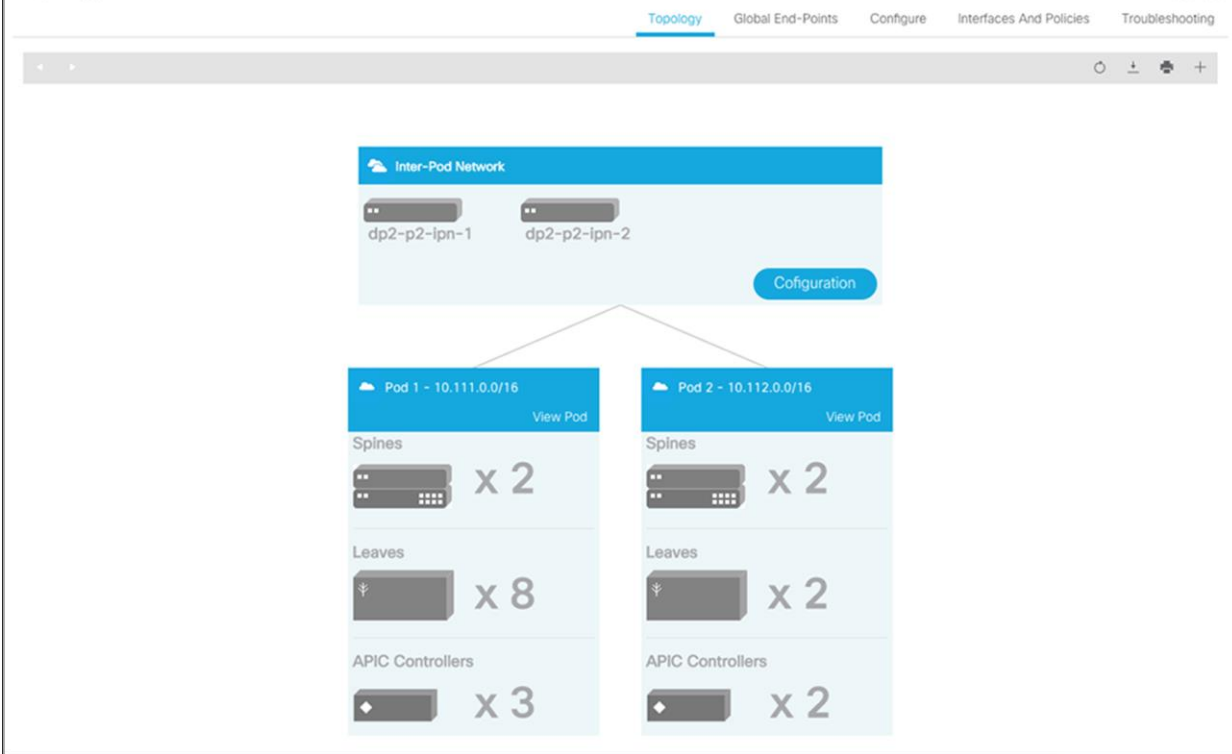 Topology Global End-Points Configure Interfaces And Policies Troubleshooting
Inter-Pod Network
dp2-p2-ipn-1 dp2-p2-ipn-2
Cofiguration
Pod 1 - 10.111.0.0/16
View Pod
Spines
x 2
Leaves
x 8
APIC Controllers
x 3
Pod 2 - 10.112.0.0/16
View Pod
Spines
x 2
Leaves
x 2
APIC Controllers
x 2